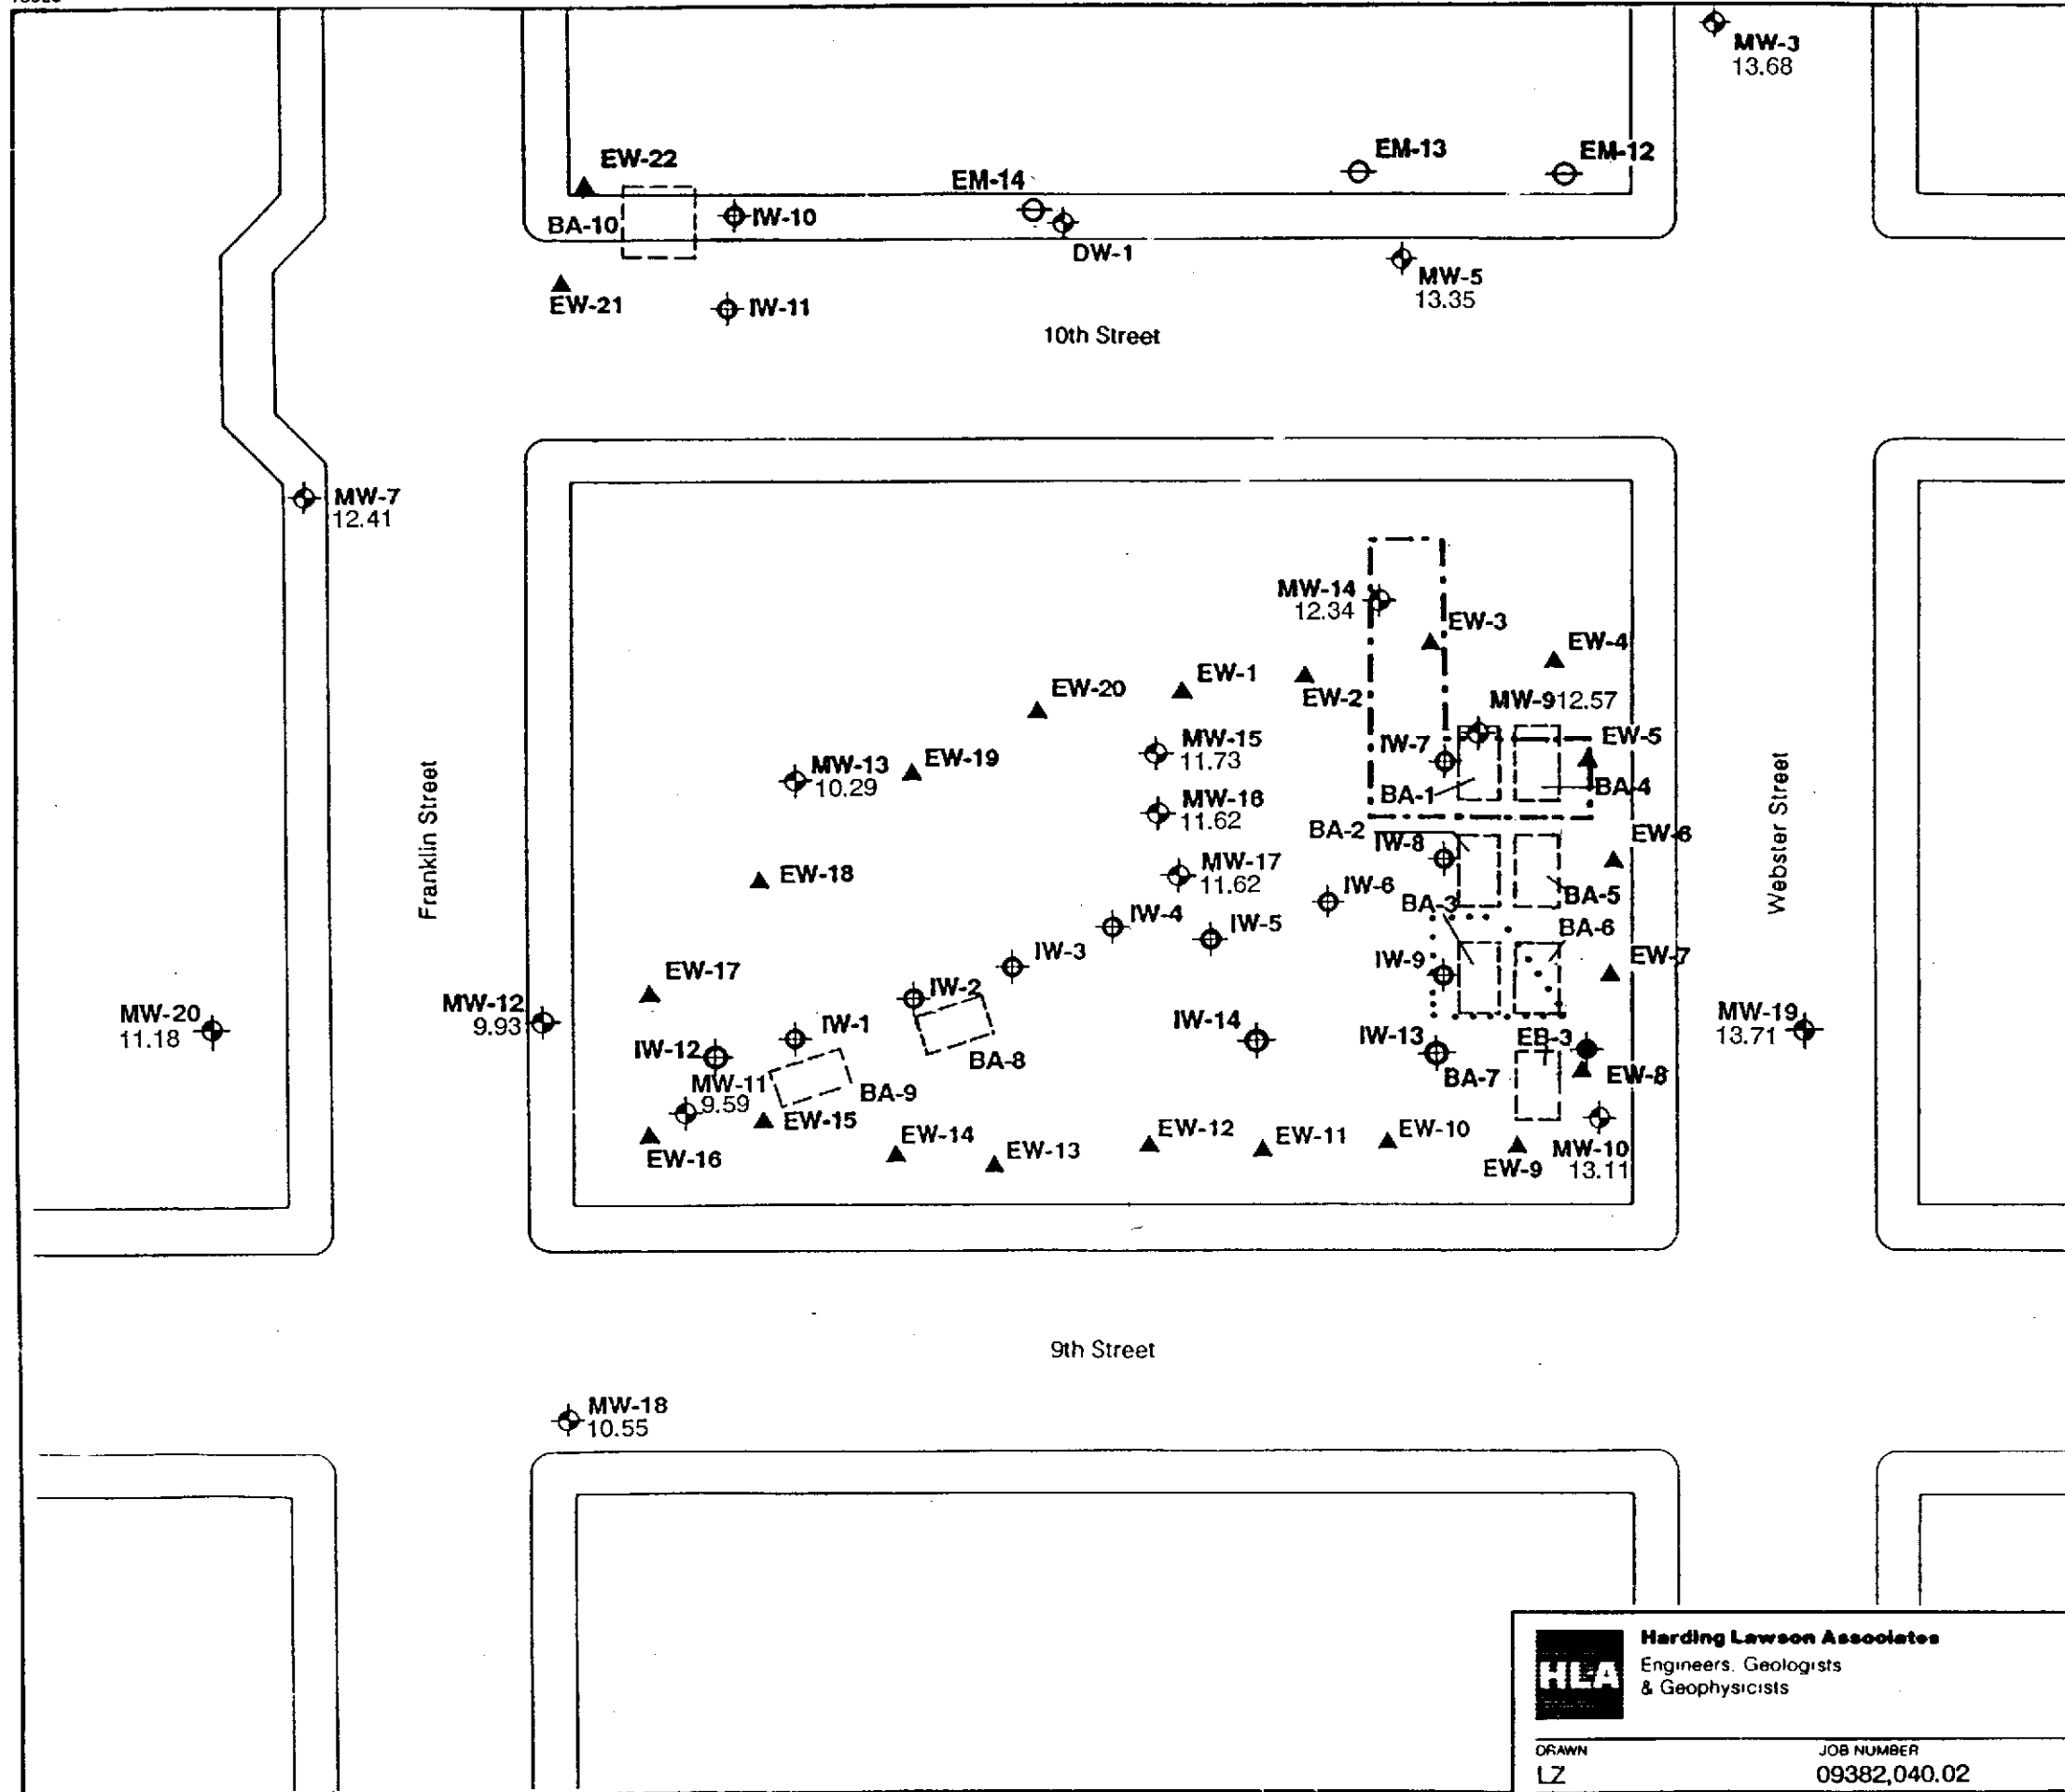 MW-3
13.68
EW-22
EM-13
EM-12
EM-14
BA-10
IW-10
DW-1
MW-5
13.35
EW-21
IW-11
10th Street
MW-7
12.41
MW-14
12.34
EW-3
EW-4
EW-1
EW-20
EW-2
MW-9 12.57
EW-5
MW-15
11.73
IW-7
EW-19
MW-13
10.29
BA-1
BA-4
MW-16
11.62
Franklin Street
Webster Street
BA-2
IW-8
EW-6
MW-17
11.62
EW-18
IW-6
BA-3
BA-5
IW-4
IW-5
BA-6
IW-3
IW-9
EW-7
EW-17
IW-2
MW-12
9.93
MW-20
11.18
IW-1
IW-14
IW-13
EB-3
MW-19
13.71
IW-12
BA-8
BA-7
EW-8
MW-11
9.59
BA-9
EW-15
EW-14
EW-12
EW-11
EW-10
EW-16
EW-13
EW-9
MW-10
13.11
9th Street
MW-18
10.55
HLA
Harding Lawson Associates
Engineers, Geologists
& Geophysicists
DRAWN
JOB NUMBER
LZ
09382,040.02